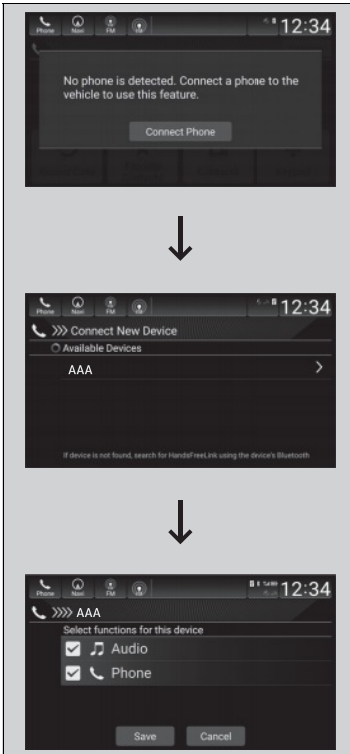 Phone Navi FM 12:34
No phone is detected. Connect a phone to the
vehicle to use this feature.
Connect Phone
Phone Navi FM 12:34
>>> Connect New Device
Available Devices
AAA
If device is not found, search for HandsFreeLink using the device's Bluetooth
Phone Navi FM 12:34
>>>> AAA
Select functions for this device
Audio
Phone
Save Cancel